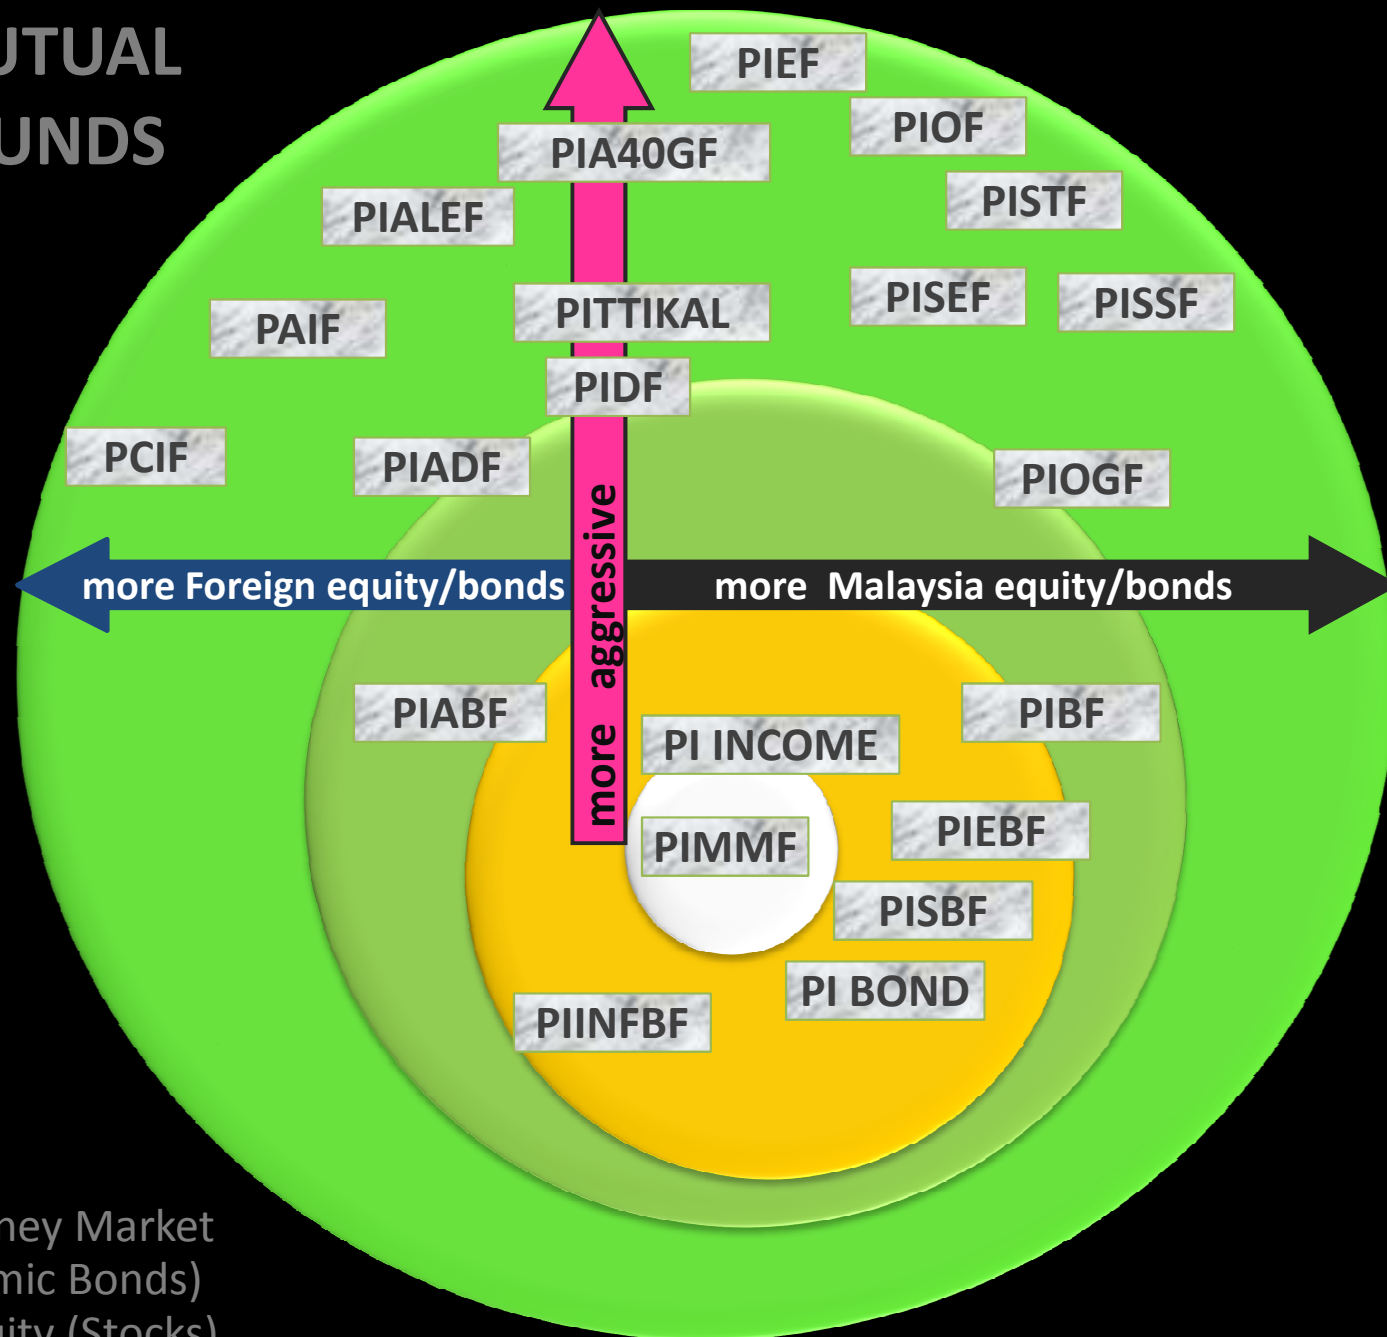 UTUAL
UNDS
PIEF
PIOF
PIA40GF
PISTF
PIALEF
PISEF
PISSF
PITTIKAL
PAIF
PIDF
PCIF
PIADF
PIOGF
more Foreign equity/bonds
more Malaysia equity/bonds
more aggressive
PIABF
PIBF
PI INCOME
PIEBF
PIMMF
PISBF
PI BOND
PIINFBF
ney Market
mic Bonds)
uity (Stocks)